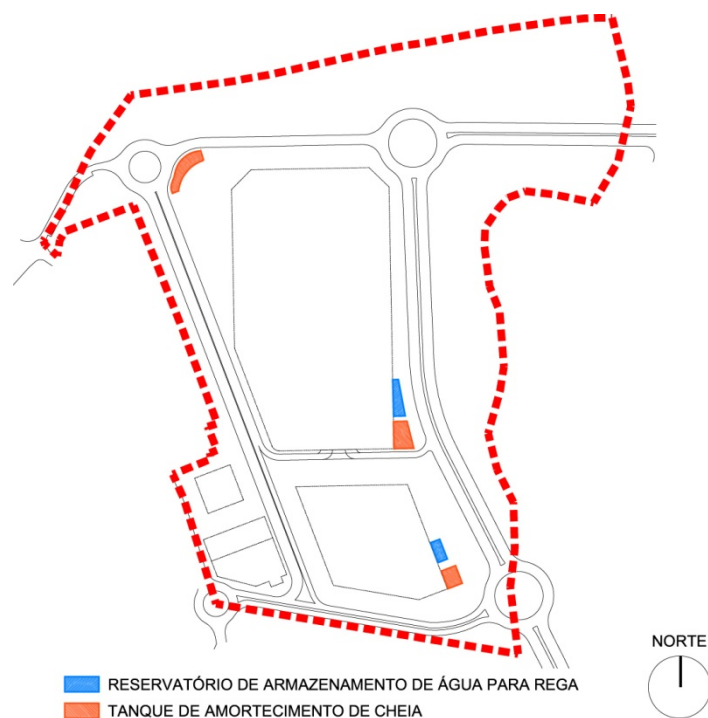 NORTE
RESERVATÓRIO DE ARMAZENAMENTO DE ÁGUA PARA REGA
TANQUE DE AMORTECIMENTO DE CHEIA